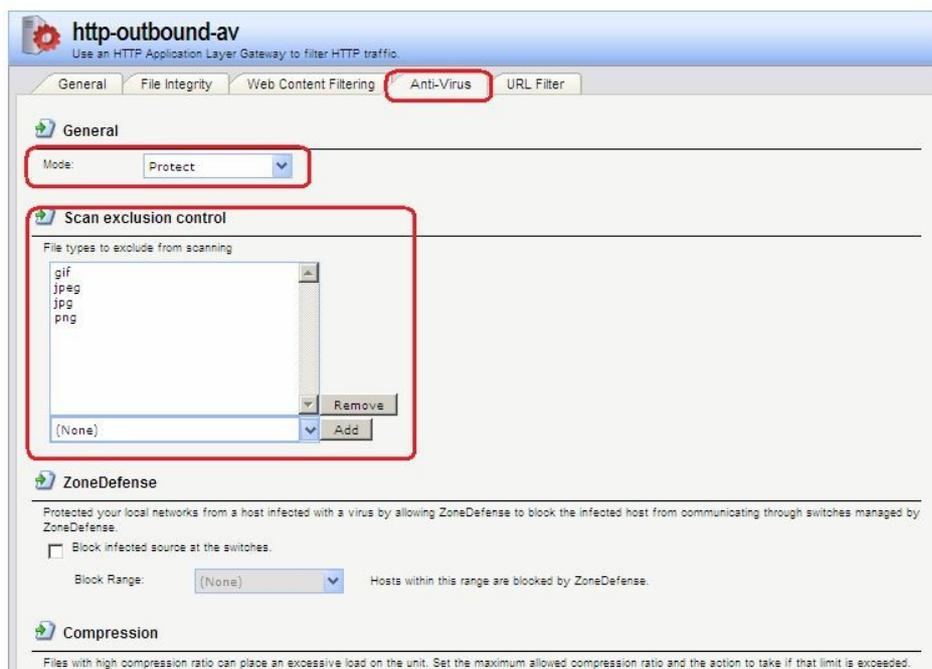 http-outbound-av
Use an HTTP Application Layer Gateway to filter HTTP traffic.
General
File Integrity
Web Content Filtering
Anti-Virus
URL Filter
General
Mode:
Protect
Scan exclusion control
File types to exclude from scanning
gif
jpeg
jpg
png
Remove
(None)
Add
ZoneDefense
Protected your local networks from a host infected with a virus by allowing ZoneDefense to block the infected host from communicating through switches managed by
ZoneDefense.
Block infected source at the switches.
Block Range:
(None)
Hosts within this range are blocked by ZoneDefense.
Compression
Files with high compression ratio can place an excessive load on the unit. Set the maximum allowed compression ratio and the action to take if that limit is exceeded.